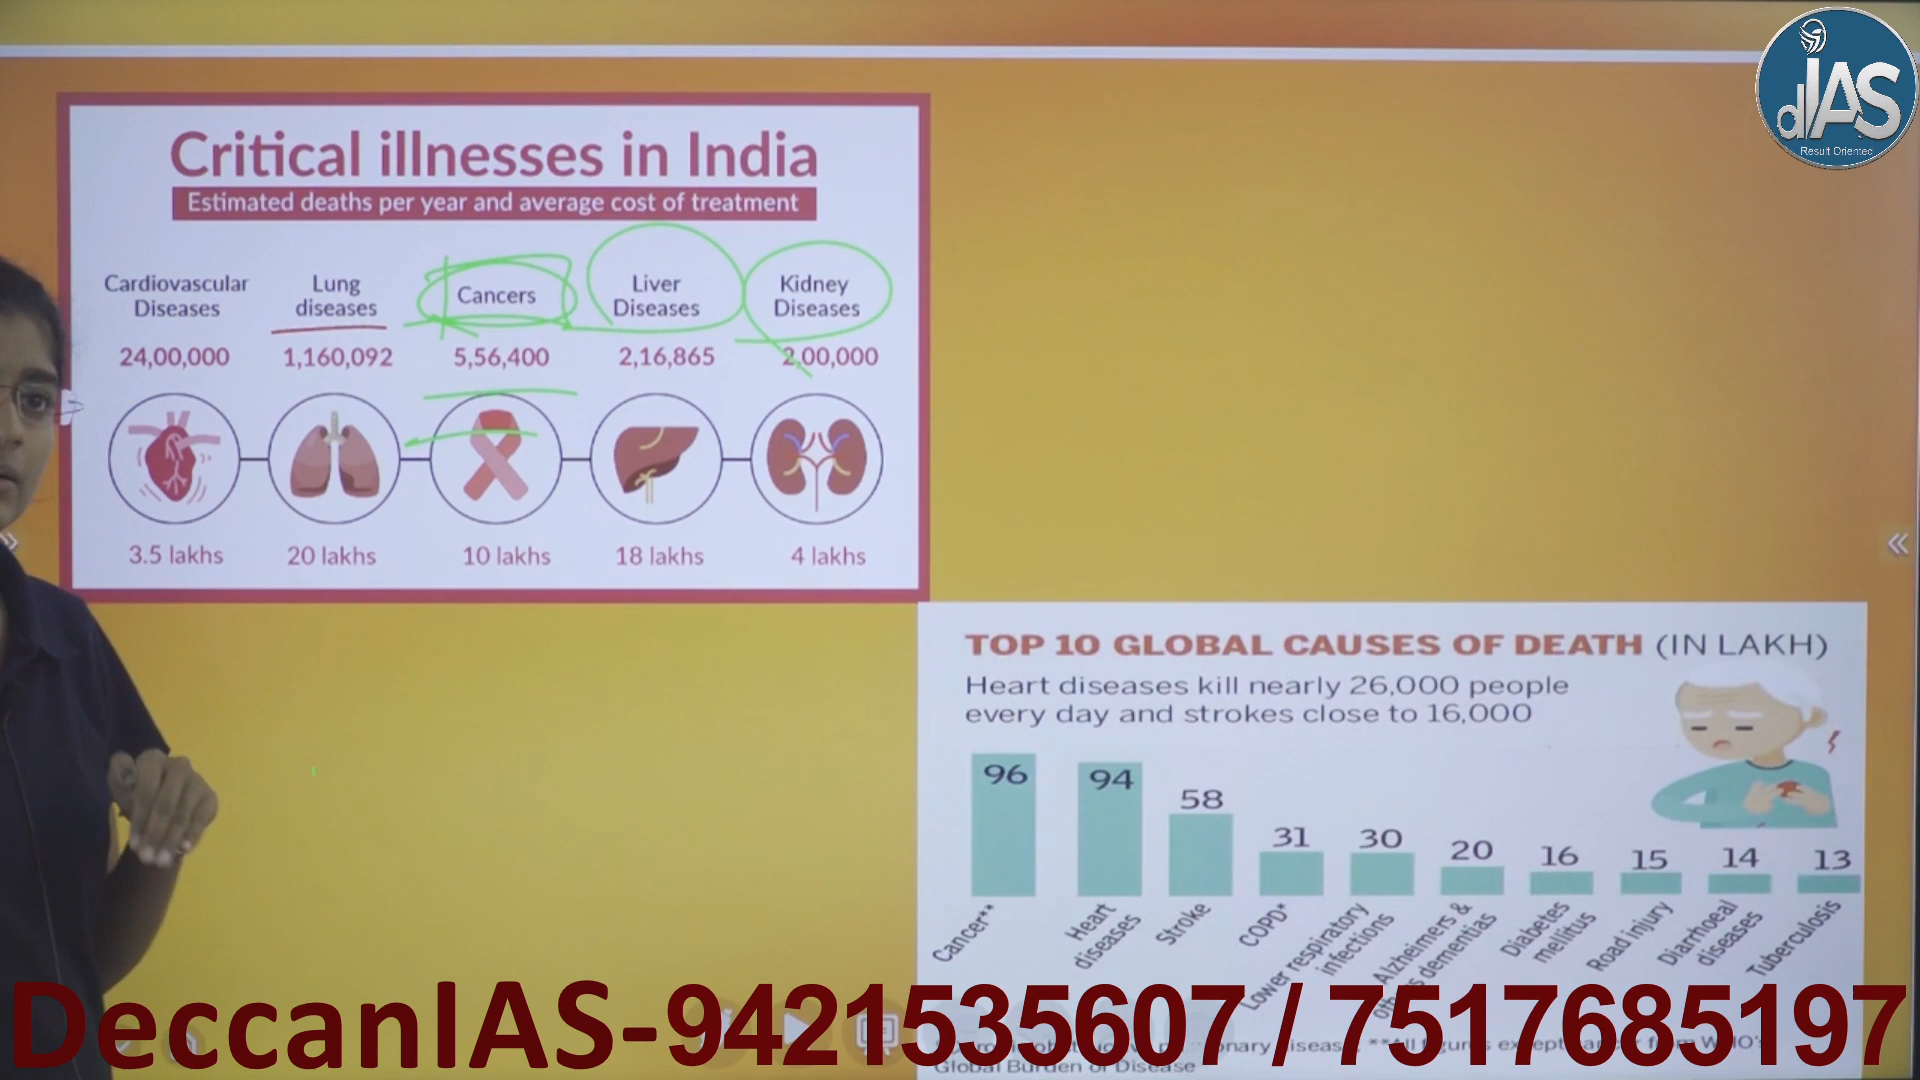 dIAS
Result Oriented
Critical illnesses in India
Estimated deaths per year and average cost of treatment
Cardiovascular
Diseases
24,00,000
3.5 lakhs
Lung
diseases
1,160,092
20 lakhs
Cancers
5,56,400
10 lakhs
Liver
Diseases
2,16,865
18 lakhs
Kidney
Diseases
2,00,000
4 lakhs
TOP 10 GLOBAL CAUSES OF DEATH (IN LAKH)
Heart diseases kill nearly 26,000 people
every day and strokes close to 16,000
96
94
58
31
30
20
16
15
14
13
Cancer**
Heart
diseases
Stroke
COPD*
Lower respiratory
infections
Alzheimers &
dementias
Diabetes
mellitus
Road injury
Diarrhoeal
diseases
Tuberculosis
DeccanIAS-9421535607 / 7517685197
Global Burden of Disease